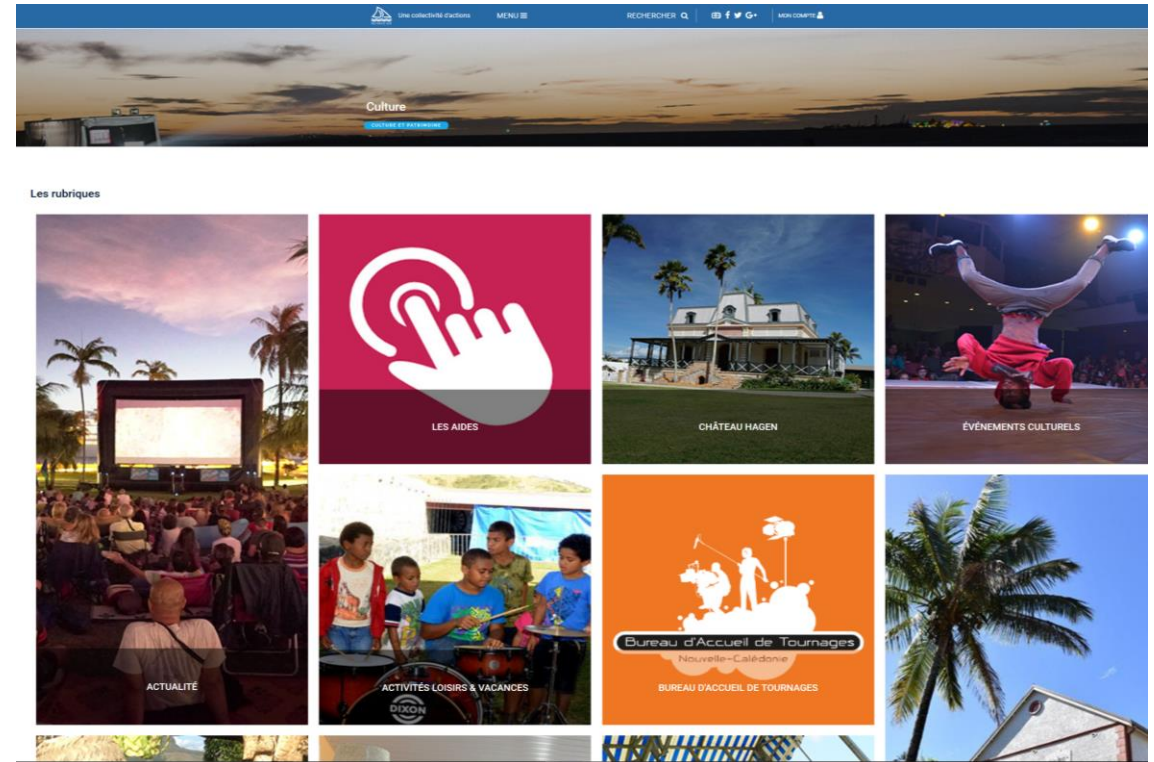 Une collectivité d'actions
MENU
RECHERCHER
MON COMPTE
Culture
CULTURE ET PATRIMOINE
Les rubriques
LES AIDES
CHÂTEAU HAGEN
ÉVÉNEMENTS CULTURELS
ACTUALITÉ
DIXON
ACTIVITÉS LOISIRS & VACANCES
Bureau d'Accueil de Tournages
Nouvelle-Calédonie
BUREAU D'ACCUEIL DE TOURNAGES